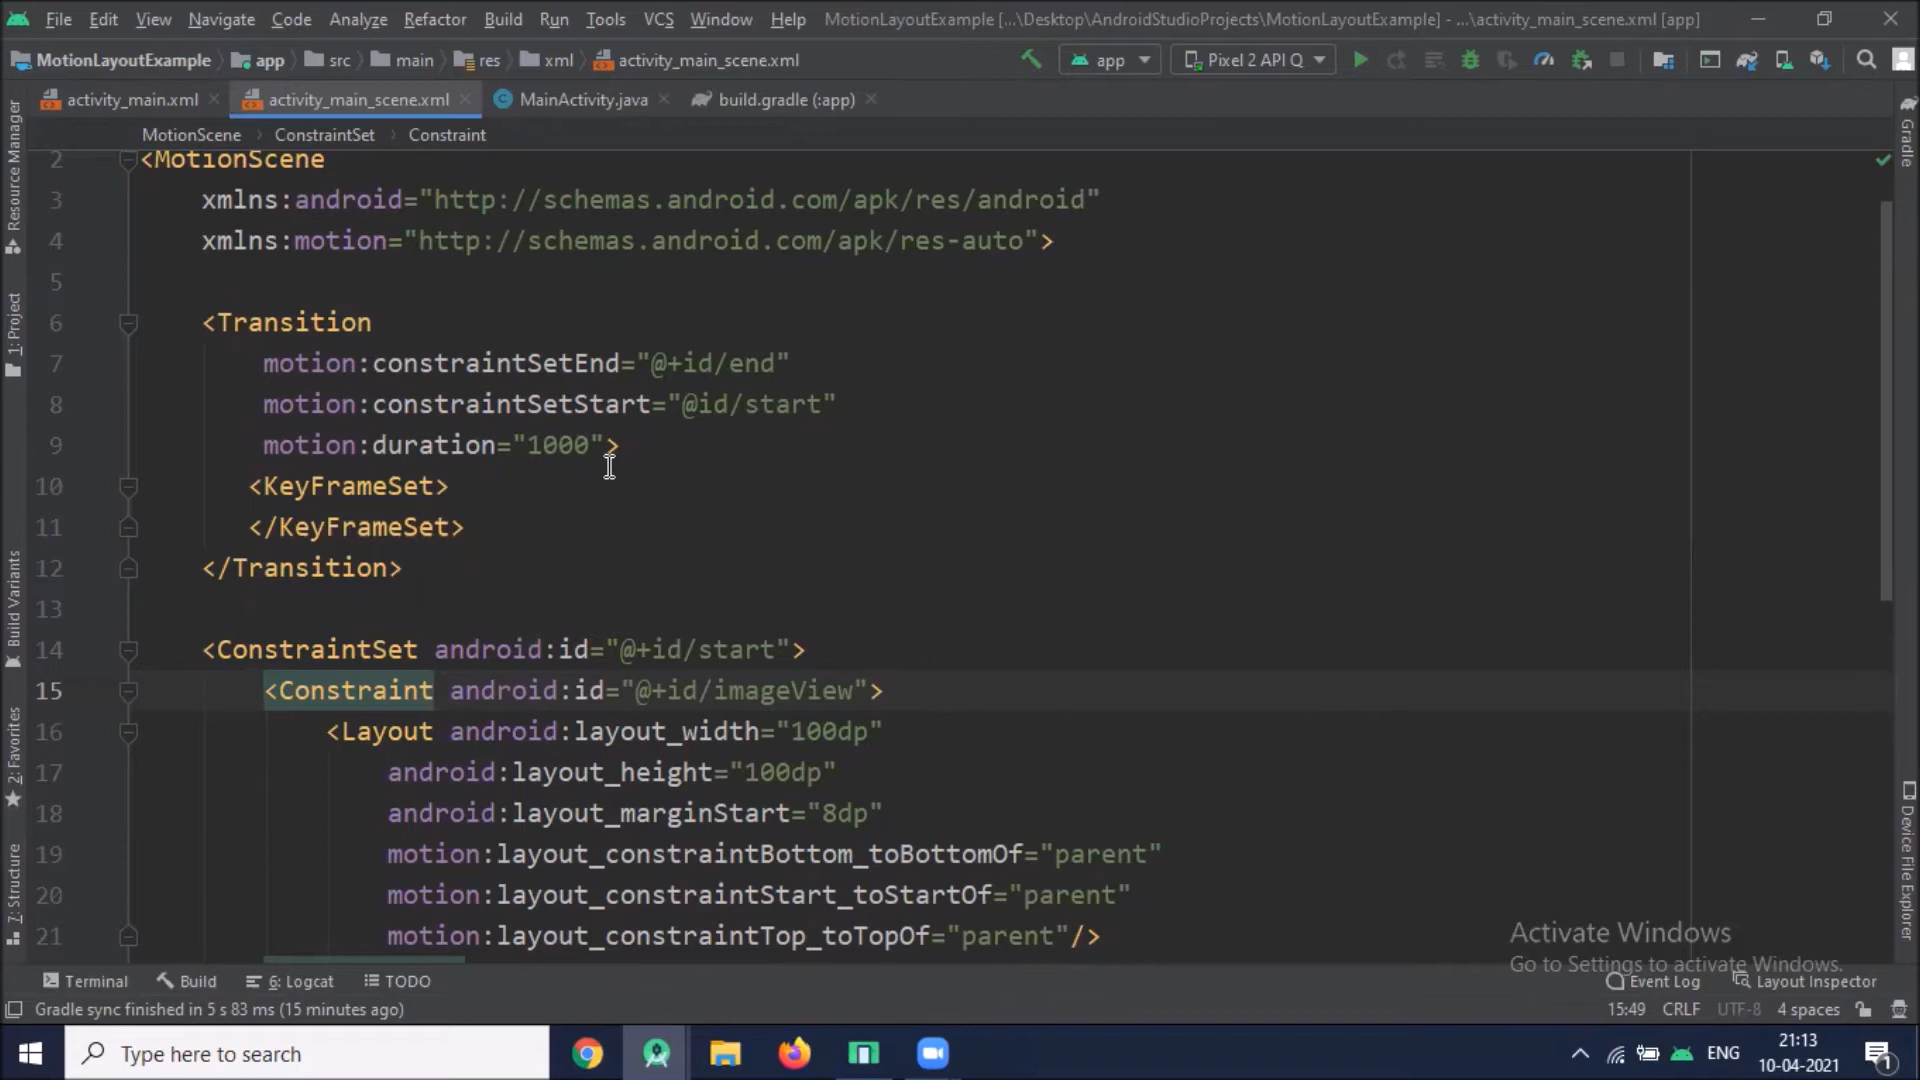 File Edit View Navigate Code Analyze Refactor Build Run Tools VCS Window Help MotionLayoutExample [...\Desktop\AndroidStudioProjects\MotionLayoutExample] - ...\activity_main_scene.xml [app]
MotionLayoutExample app src main res xml activity_main_scene.xml app Pixel 2 API Q
activity_main.xml activity_main_scene.xml MainActivity.java build.gradle (:app)
MotionScene ConstraintSet Constraint
2 <MotionScene
3 xmlns:android="http://schemas.android.com/apk/res/android"
4 xmlns:motion="http://schemas.android.com/apk/res-auto">
5
6 <Transition
7 motion:constraintSetEnd="@+id/end"
8 motion:constraintSetStart="@id/start"
9 motion:duration="1000">
10 <KeyFrameSet>
11 </KeyFrameSet>
12 </Transition>
13
14 <ConstraintSet android:id="@+id/start">
15 <Constraint android:id="@+id/imageView">
16 <Layout android:layout_width="100dp"
17 android:layout_height="100dp"
18 android:layout_marginStart="8dp"
19 motion:layout_constraintBottom_toBottomOf="parent"
20 motion:layout_constraintStart_toStartOf="parent"
21 motion:layout_constraintTop_toTopOf="parent"/>
Resource Manager
1: Project
Build Variants
2: Favorites
7: Structure
Gradle
Device File Explorer
Activate Windows
Go to Settings to activate Windows.
Terminal Build 6: Logcat TODO Event Log Layout Inspector
Gradle sync finished in 5 s 83 ms (15 minutes ago) 15:49 CRLF UTF-8 4 spaces
Type here to search ENG 21:13
10-04-2021 1